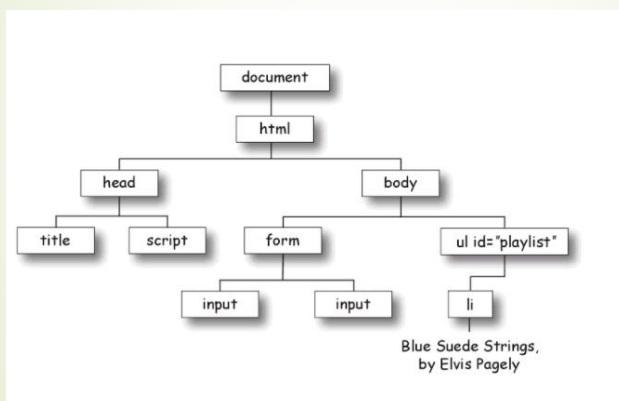 document
html
head
body
title
script
form
ul id="playlist"
input
input
li
Blue Suede Strings,
by Elvis Pagely